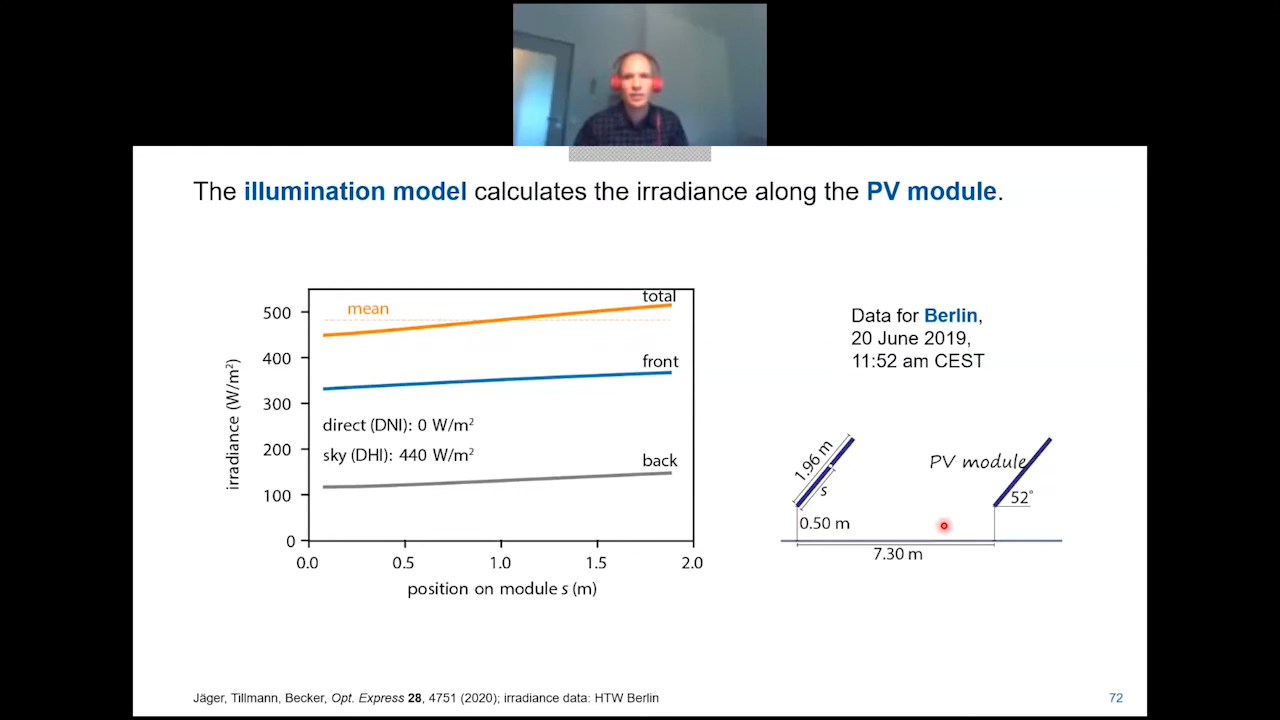 The illumination model calculates the irradiance along the PV module.
total
mean
front
direct (DNI): 0 W/m²
sky (DHI): 440 W/m²
back
500
400
300
200
100
0
irradiance (W/m²)
0.0 0.5 1.0 1.5 2.0
position on module s (m)
Data for Berlin,
20 June 2019,
11:52 am CEST
1.96 m
s
PV module
52°
0.50 m
7.30 m
Jäger, Tillmann, Becker, Opt. Express 28, 4751 (2020); irradiance data: HTW Berlin
72